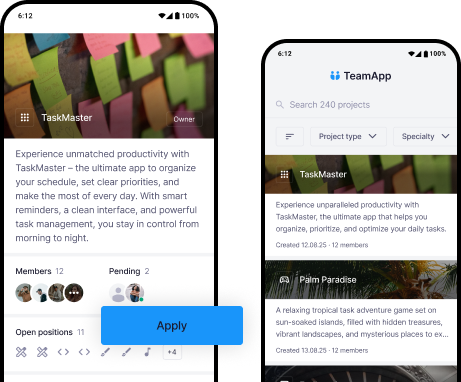 6:12
100%
TaskMaster
Owner
Experience unmatched productivity with
TaskMaster – the ultimate app to organize
your schedule, set clear priorities, and
make the most of every day. With smart
reminders, a clean interface, and powerful
task management, you stay in control from
morning to night.
Members 12
Pending 2
Open positions 11
+4
Apply
6:12
100%
TeamApp
Search 240 projects
Project type
Specialty
TaskMaster
Experience unparalleled productivity with
TaskMaster, the ultimate app that helps you
organize, prioritize, and optimize your daily tasks.
Created 12.08.25 · 12 members
Palm Paradise
A relaxing tropical task adventure game set on
sun-soaked islands, filled with hidden treasures,
vibrant landscapes, and mysterious places to ex...
Created 13.08.25 · 12 members